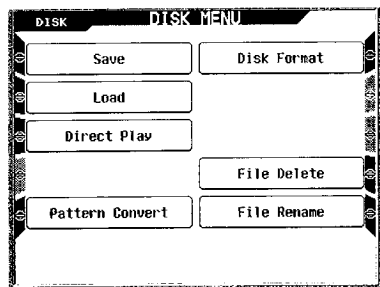 DISK DISK MENU
Save Disk Format
Load
Direct Play
File Delete
Pattern Convert File Rename